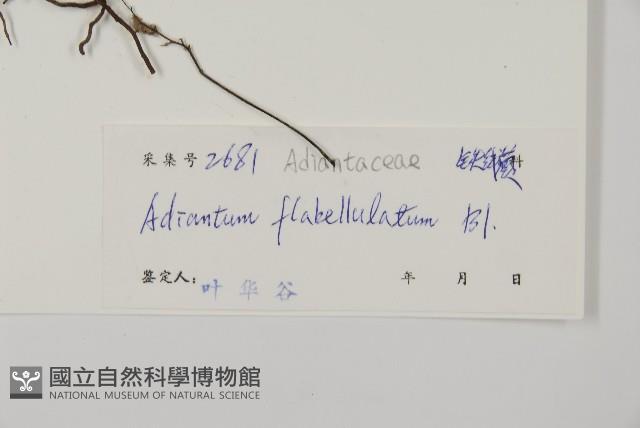 采集号 2681 Adiantaceae 铁线蕨科
Adiantum flabellulatum Bl.
鉴定人: 叶华谷 年 月 日
國立自然科學博物館
NATIONAL MUSEUM OF NATURAL SCIENCE